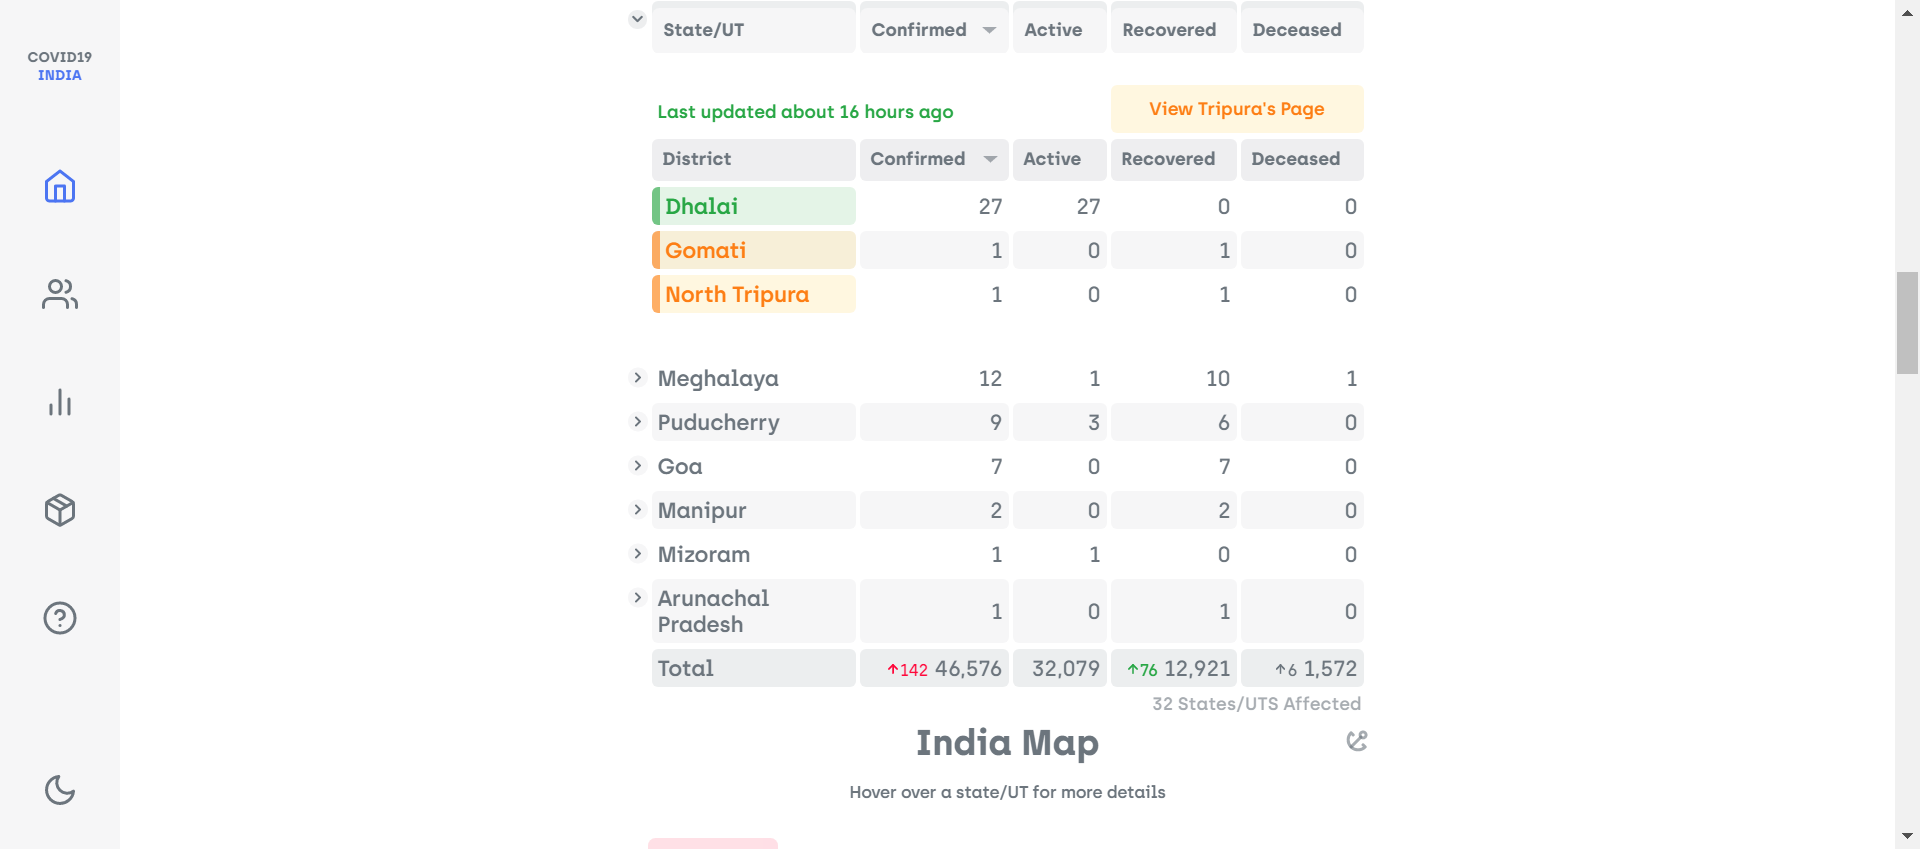 COVID19
INDIA
State/UT Confirmed Active Recovered Deceased
Last updated about 16 hours ago
View Tripura's Page
District Confirmed Active Recovered Deceased
Dhalai 27 27 0 0
Gomati 1 0 1 0
North Tripura 1 0 1 0
Meghalaya 12 1 10 1
Puducherry 9 3 6 0
Goa 7 0 7 0
Manipur 2 0 2 0
Mizoram 1 1 0 0
Arunachal
Pradesh 1 0 1 0
Total ↑142 46,576 32,079 ↑76 12,921 ↑6 1,572
32 States/UTS Affected
India Map
Hover over a state/UT for more details